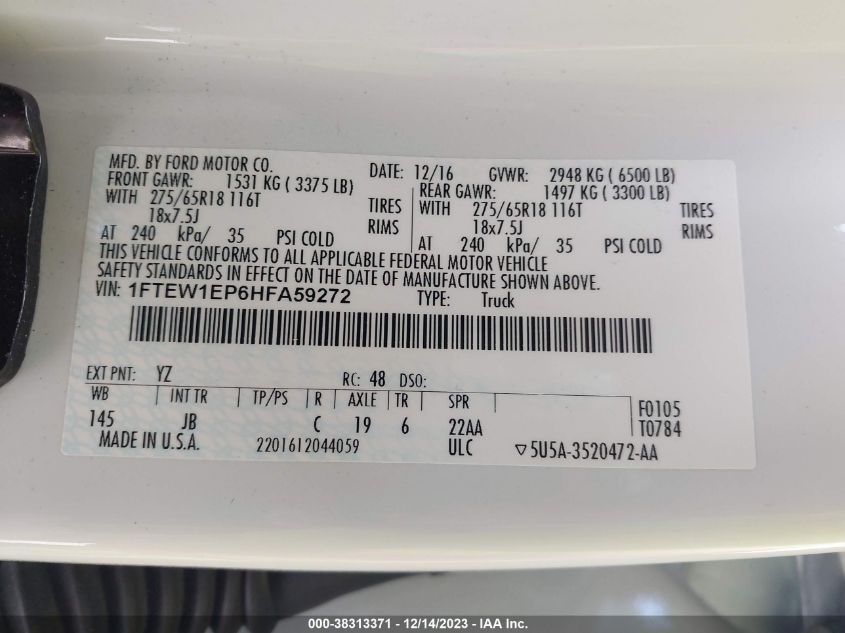 MFD. BY FORD MOTOR CO. DATE: 12/16 GVWR: 2948 KG ( 6500 LB)
FRONT GAWR: 1531 KG ( 3375 LB) REAR GAWR: 1497 KG ( 3300 LB)
WITH 275/65R18 116T TIRES WITH 275/65R18 116T TIRES
18x7.5J RIMS 18x7.5J RIMS
AT 240 kPa/ 35 PSI COLD AT 240 kPa/ 35 PSI COLD
THIS VEHICLE CONFORMS TO ALL APPLICABLE FEDERAL MOTOR VEHICLE
SAFETY STANDARDS IN EFFECT ON THE DATE OF MANUFACTURE SHOWN ABOVE.
VIN: 1FTEW1EP6HFA59272 TYPE: Truck
EXT PNT: YZ RC: 48 DSO:
WB INT TR TP/PS R AXLE TR SPR F0105
145 JB C 19 6 22AA T0784
MADE IN U.S.A. 2201612044059 ULC ▽5U5A-3520472-AA
000-38313371 - 12/14/2023 - IAA Inc.